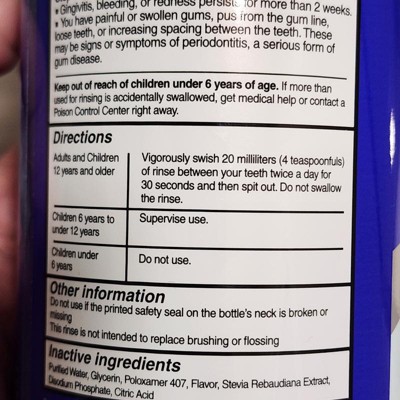 • Gingivitis, bleeding, or redness persists for more than 2 weeks.
• You have painful or swollen gums, pus from the gum line,
loose teeth, or increasing spacing between the teeth. These
may be signs or symptoms of periodontitis, a serious form of
gum disease.
Keep out of reach of children under 6 years of age. If more than
used for rinsing is accidentally swallowed, get medical help or contact a
Poison Control Center right away.
Directions
Adults and Children
12 years and older
Vigorously swish 20 milliliters (4 teaspoonfuls)
of rinse between your teeth twice a day for
30 seconds and then spit out. Do not swallow
the rinse.
Children 6 years to
under 12 years
Supervise use.
Children under
6 years
Do not use.
Other information
Do not use if the printed safety seal on the bottle's neck is broken or
missing
This rinse is not intended to replace brushing or flossing
Inactive ingredients
Purified Water, Glycerin, Poloxamer 407, Flavor, Stevia Rebaudiana Extract,
Disodium Phosphate, Citric Acid